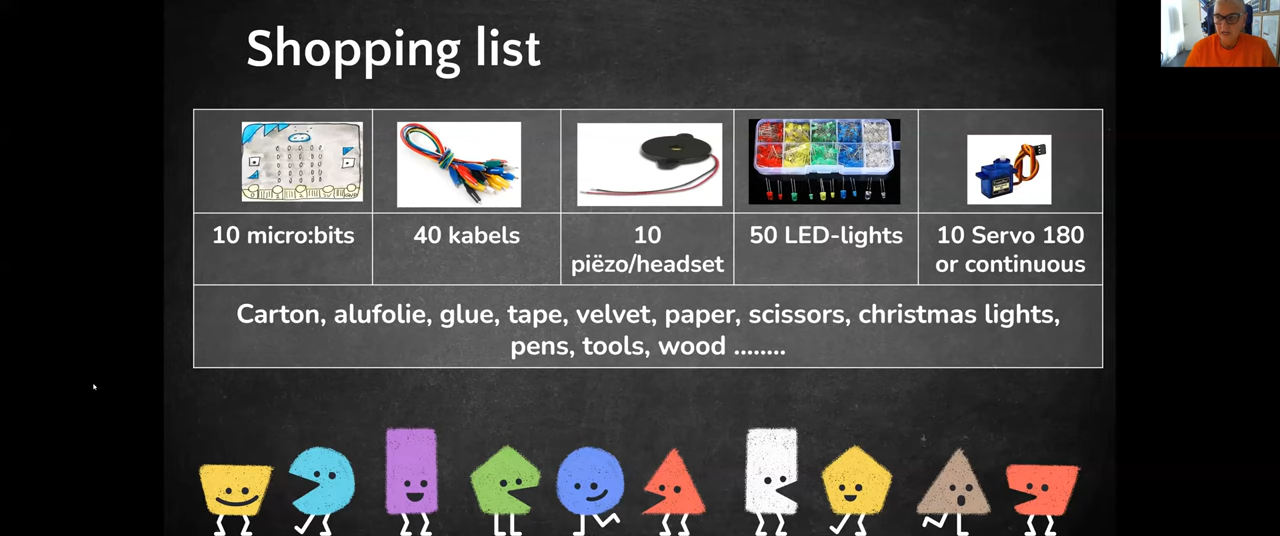 Shopping list
10 micro:bits
40 kabels
10
piëzo/headset
50 LED-lights
10 Servo 180
or continuous
Carton, alufolie, glue, tape, velvet, paper, scissors, christmas lights,
pens, tools, wood ........